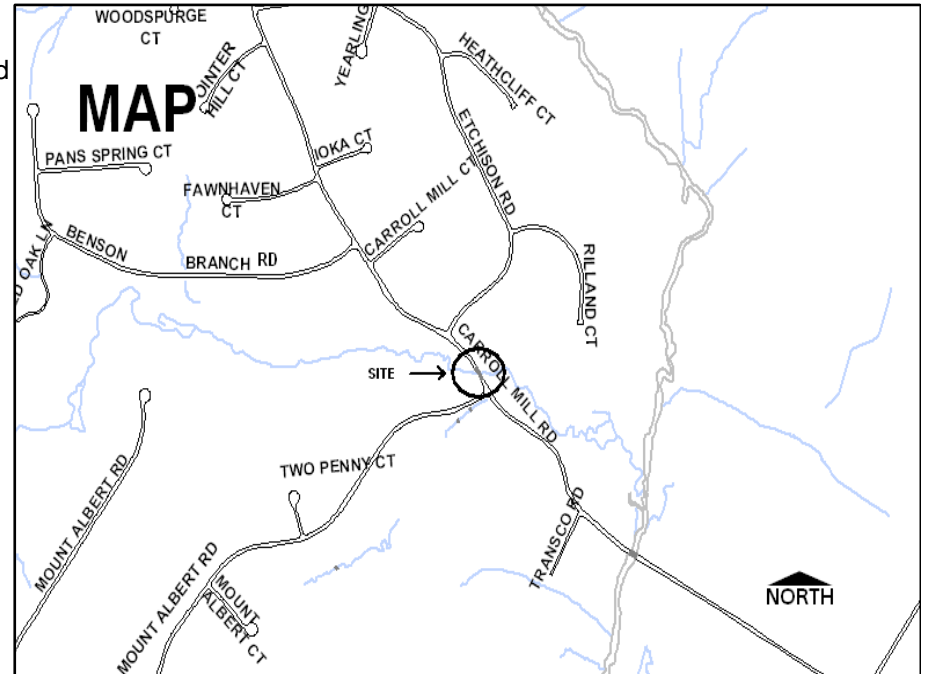 WOODSPURGE
CT
d
MAP
OINTER
HILL CT
YEARLING
HEATHCLIFF CT
PANS SPRING CT
IOKA CT
ETCHISON RD
FAWNHAVEN
CT
CARROLL MILL CT
ED OAK LN
BENSON
BRANCH RD
RILLAND CT
SITE
CARROLL MILL RD
TWO PENNY CT
MOUNT ALBERT RD
TRANSCO RD
MOUNT ALBERT RD
MOUNT
ALBERT CT
NORTH